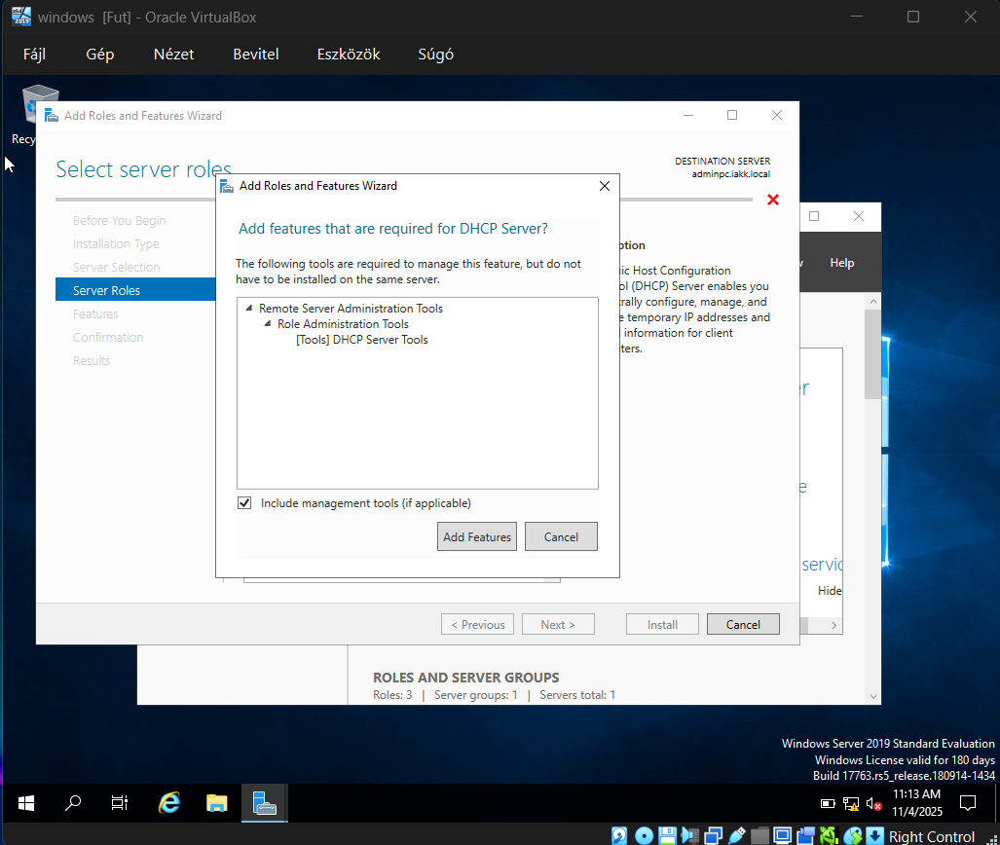 windows [Fut] - Oracle VirtualBox
Fájl Gép Nézet Bevitel Eszközök Súgó
Add Roles and Features Wizard
Select server roles
DESTINATION SERVER
adminpc.iakk.local
Before You Begin
Installation Type
Server Selection
Server Roles
Features
Confirmation
Results
Add Roles and Features Wizard
Add features that are required for DHCP Server?
The following tools are required to manage this feature, but do not
have to be installed on the same server.
Remote Server Administration Tools
Role Administration Tools
[Tools] DHCP Server Tools
Include management tools (if applicable)
Add Features Cancel
ption
ic Host Configuration
ol (DHCP) Server enables you
rally configure, manage, and
e temporary IP addresses and
information for client
ters.
< Previous Next > Install Cancel
Help
Hide
ROLES AND SERVER GROUPS
Roles: 3 | Server groups: 1 | Servers total: 1
Windows Server 2019 Standard Evaluation
Windows License valid for 180 days
Build 17763.rs5_release.180914-1434
11:13 AM
11/4/2025
Right Control